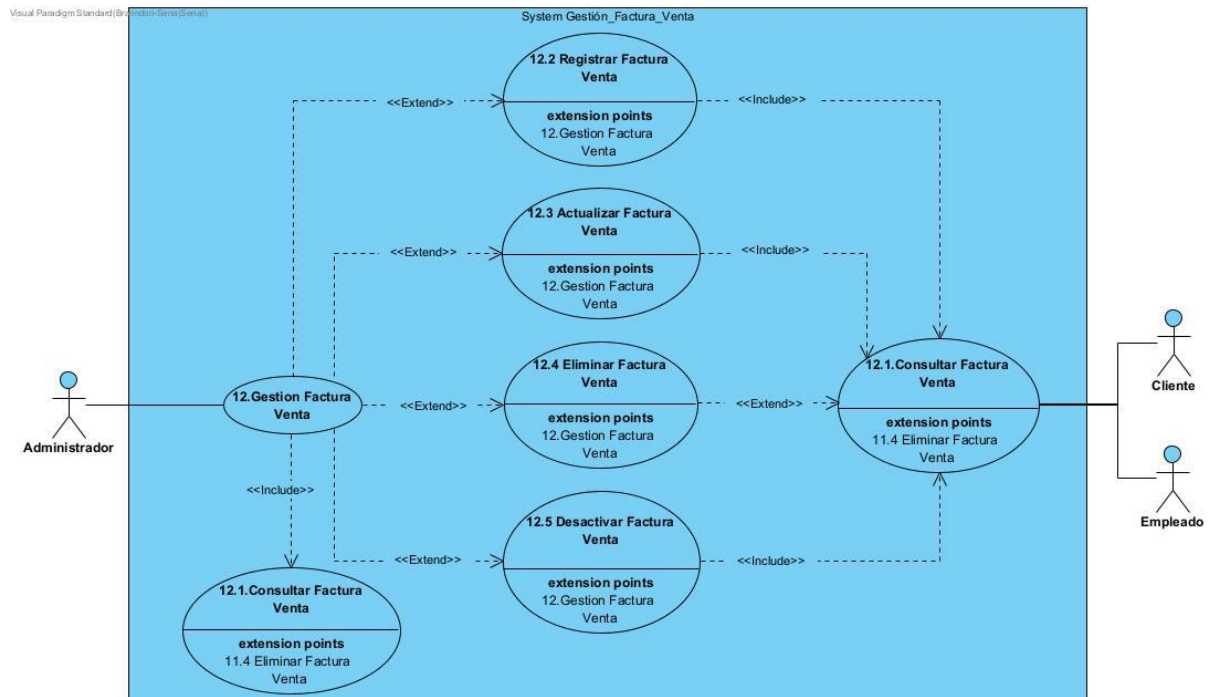 Visual Paradigm Standard(Branndon-Sena(Sena))
System Gestión_Factura_Venta
12.2 Registrar Factura
Venta
extension points
12.Gestion Factura
Venta
<<Extend>>
<<Include>>
12.3 Actualizar Factura
Venta
extension points
12.Gestion Factura
Venta
<<Extend>>
<<Include>>
12.4 Eliminar Factura
Venta
extension points
12.Gestion Factura
Venta
<<Extend>>
<<Extend>>
12.Gestion Factura
Venta
Administrador
12.1.Consultar Factura
Venta
extension points
11.4 Eliminar Factura
Venta
Cliente
Empleado
<<Include>>
12.5 Desactivar Factura
Venta
extension points
12.Gestion Factura
Venta
<<Extend>>
<<Include>>
12.1.Consultar Factura
Venta
extension points
11.4 Eliminar Factura
Venta